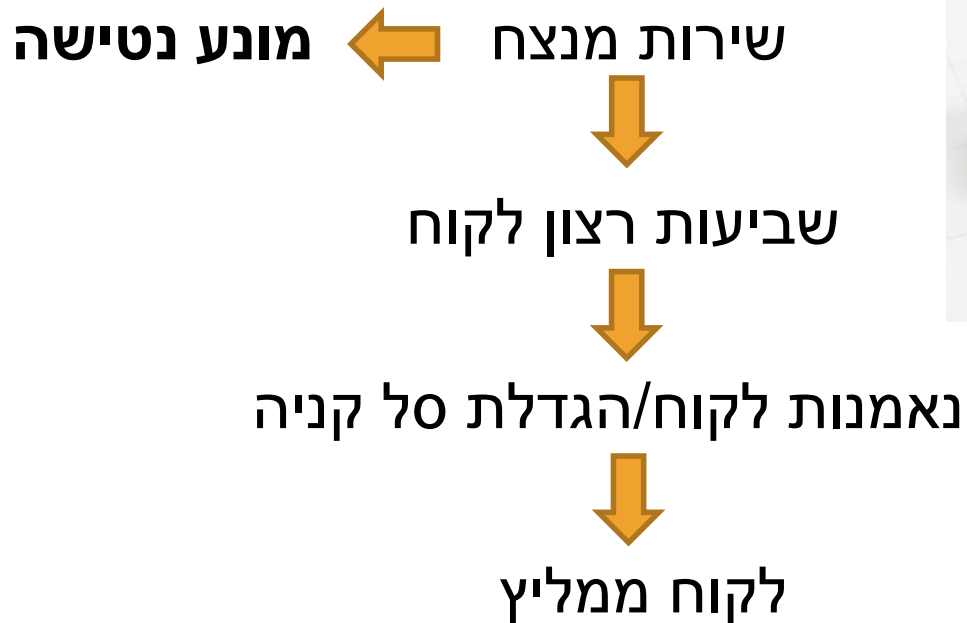 שירות מנצח מונע נטישה
שביעות רצון לקוח
נאמנות לקוח/הגדלת סל קניה
לקוח ממליץ